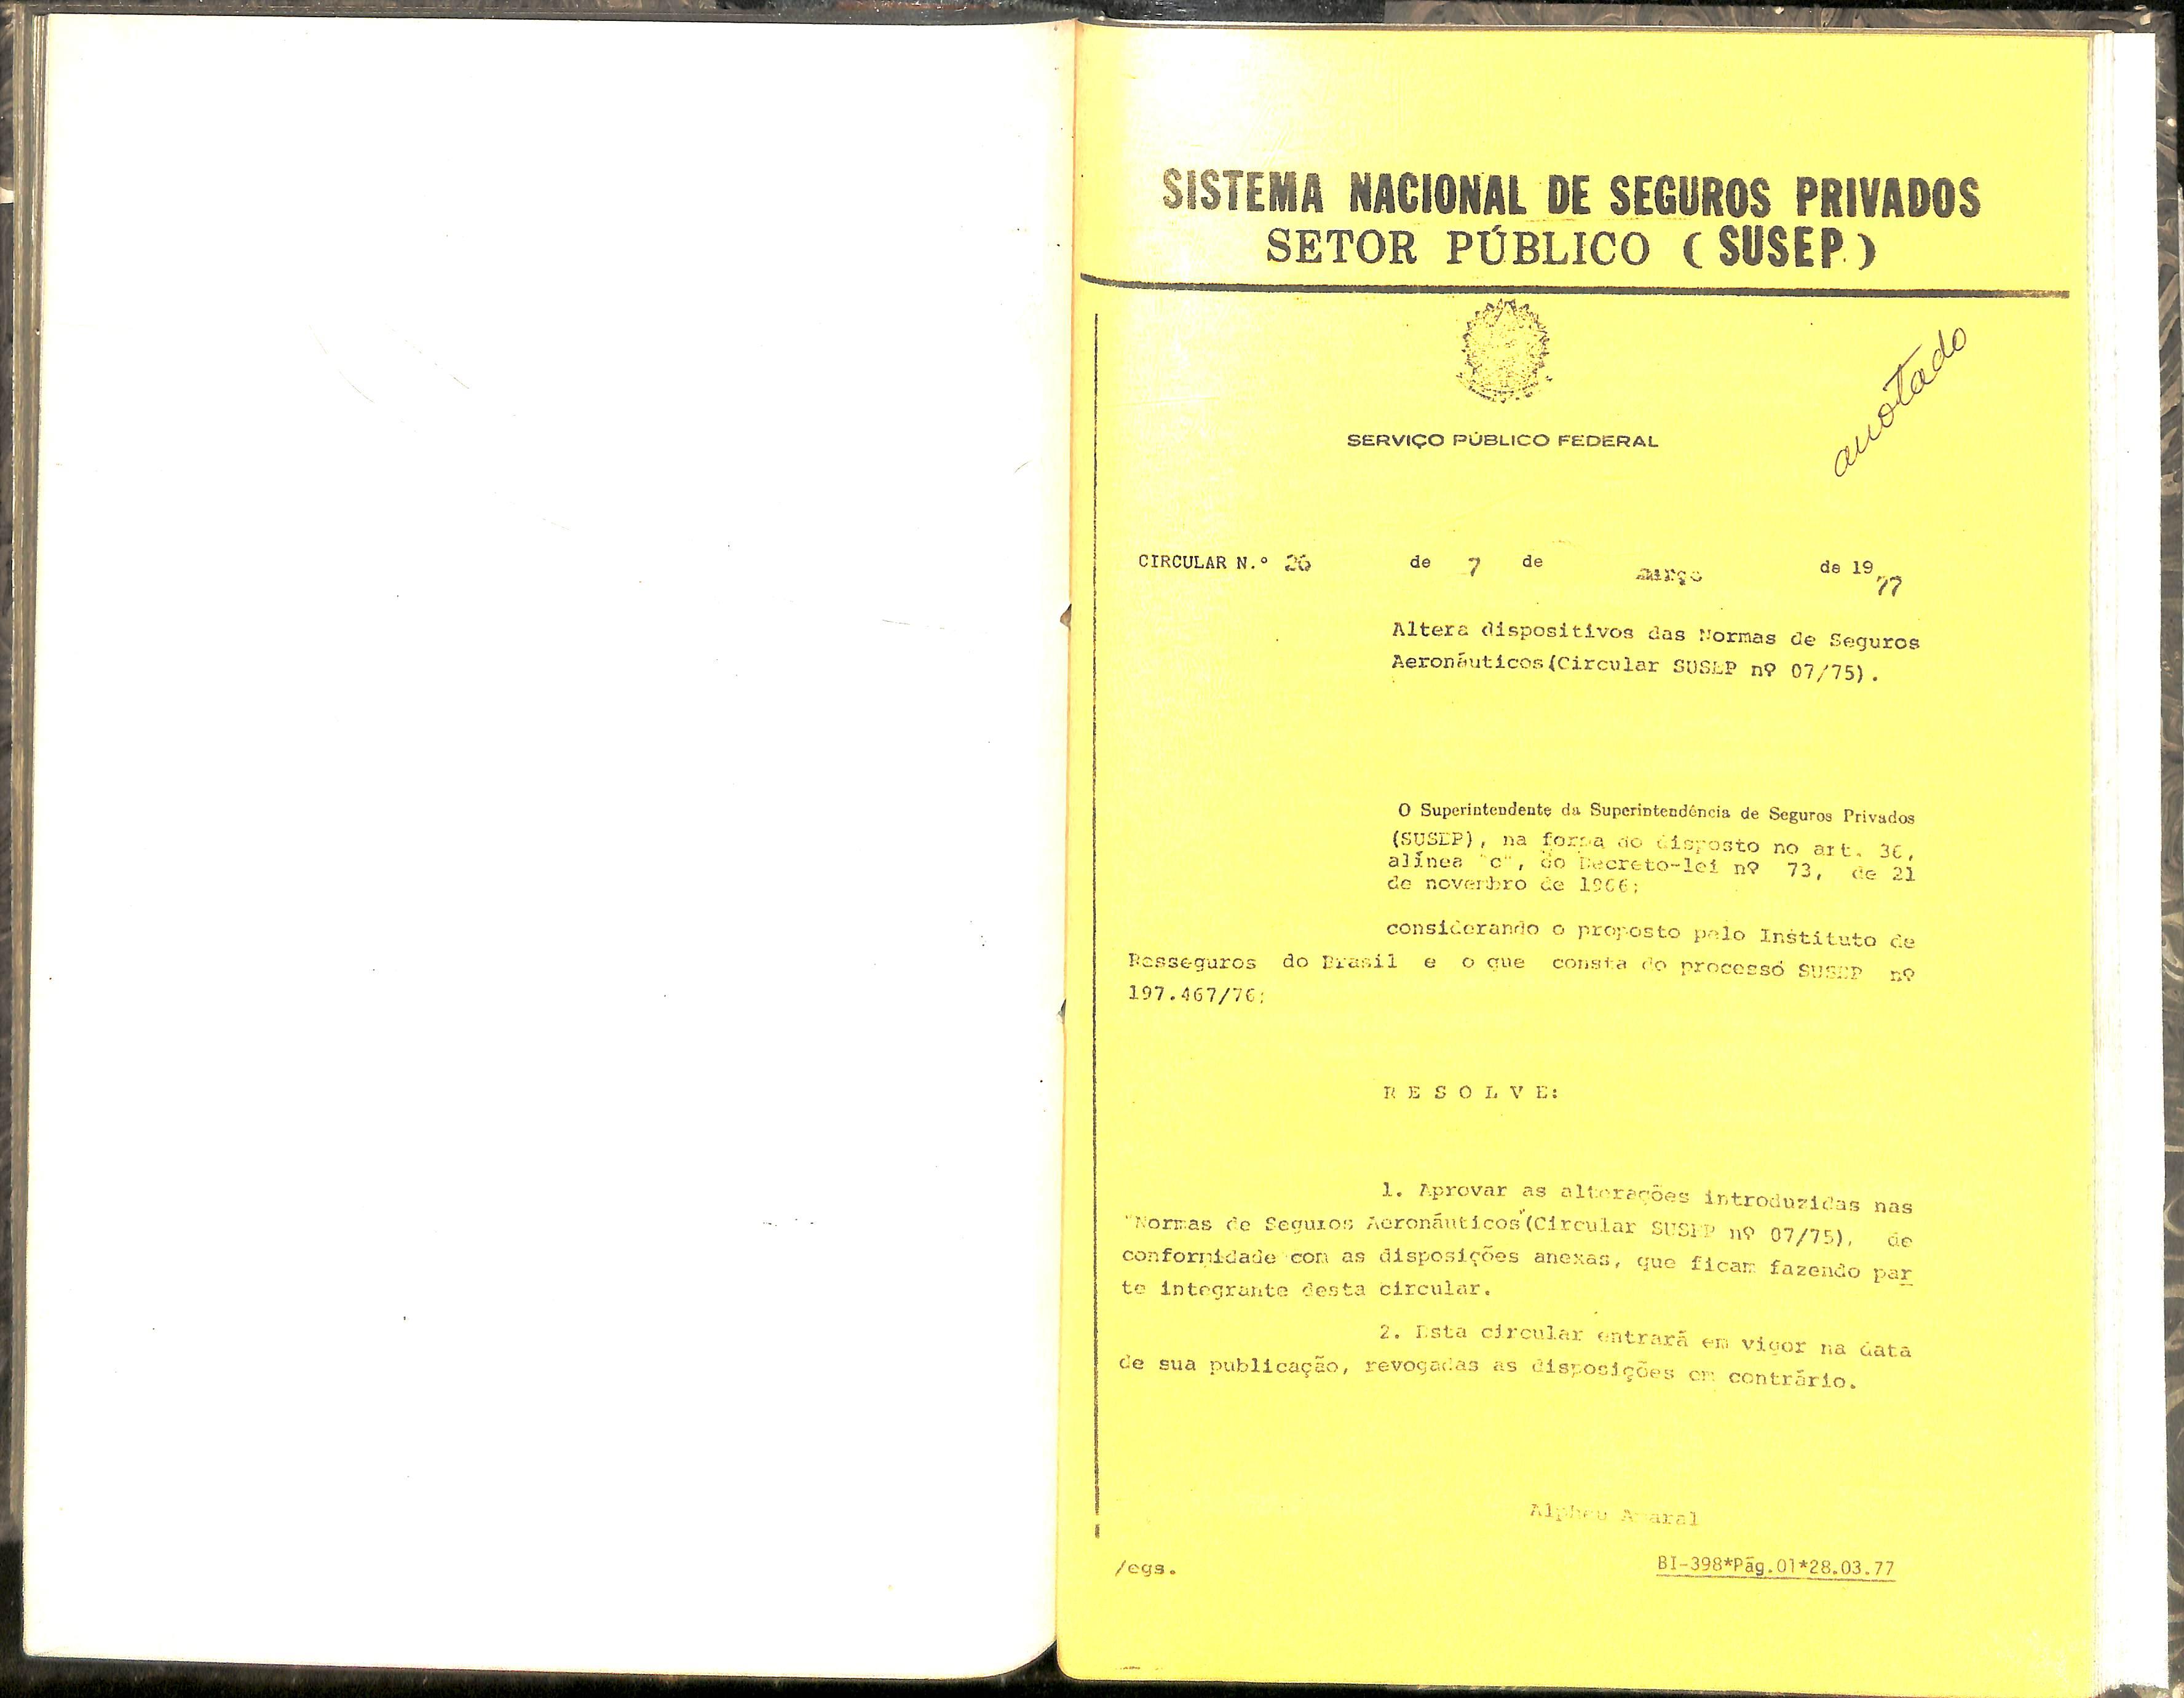 SISTEMA NACIONAL DE SEGUROS PRIVADOS
SETOR PÚBLICO (SUSEP)
anotado
SERVIÇO PÚBLICO FEDERAL
CIRCULAR N.º 26 de 7 de março de 1977
Altera dispositivos das Normas de Seguros
Aeronáuticos(Circular SUSEP nº 07/75).
O Superintendente da Superintendência de Seguros Privados
(SUSEP), na forma do disposto no art. 36,
alínea "c", do Decreto-lei nº 73, de 21
de novembro de 1966;
considerando o proposto pelo Instituto de
Resseguros do Brasil e o que consta do processo SUSEP nº
197.467/76;
R E S O L V E:
1. Aprovar as alterações introduzidas nas
"Normas de Seguros Aeronáuticos"(Circular SUSEP nº 07/75), de
conformidade com as disposições anexas, que ficam fazendo par
te integrante desta circular.
2. Esta circular entrará em vigor na data
de sua publicação, revogadas as disposições em contrário.
Alpheu Amaral
/egs.
BI-398*Pág.01*28.03.77